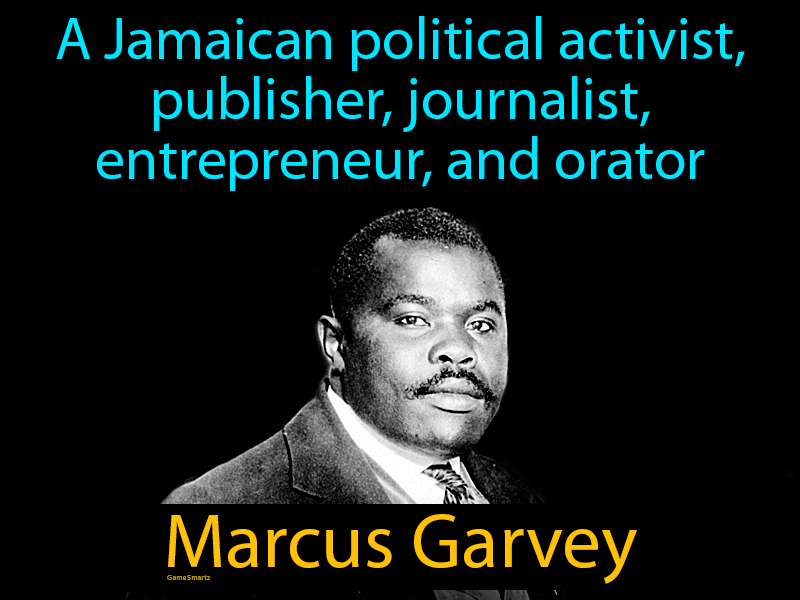 A Jamaican political activist,
publisher, journalist,
entrepreneur, and orator
Marcus Garvey
GameSmartz